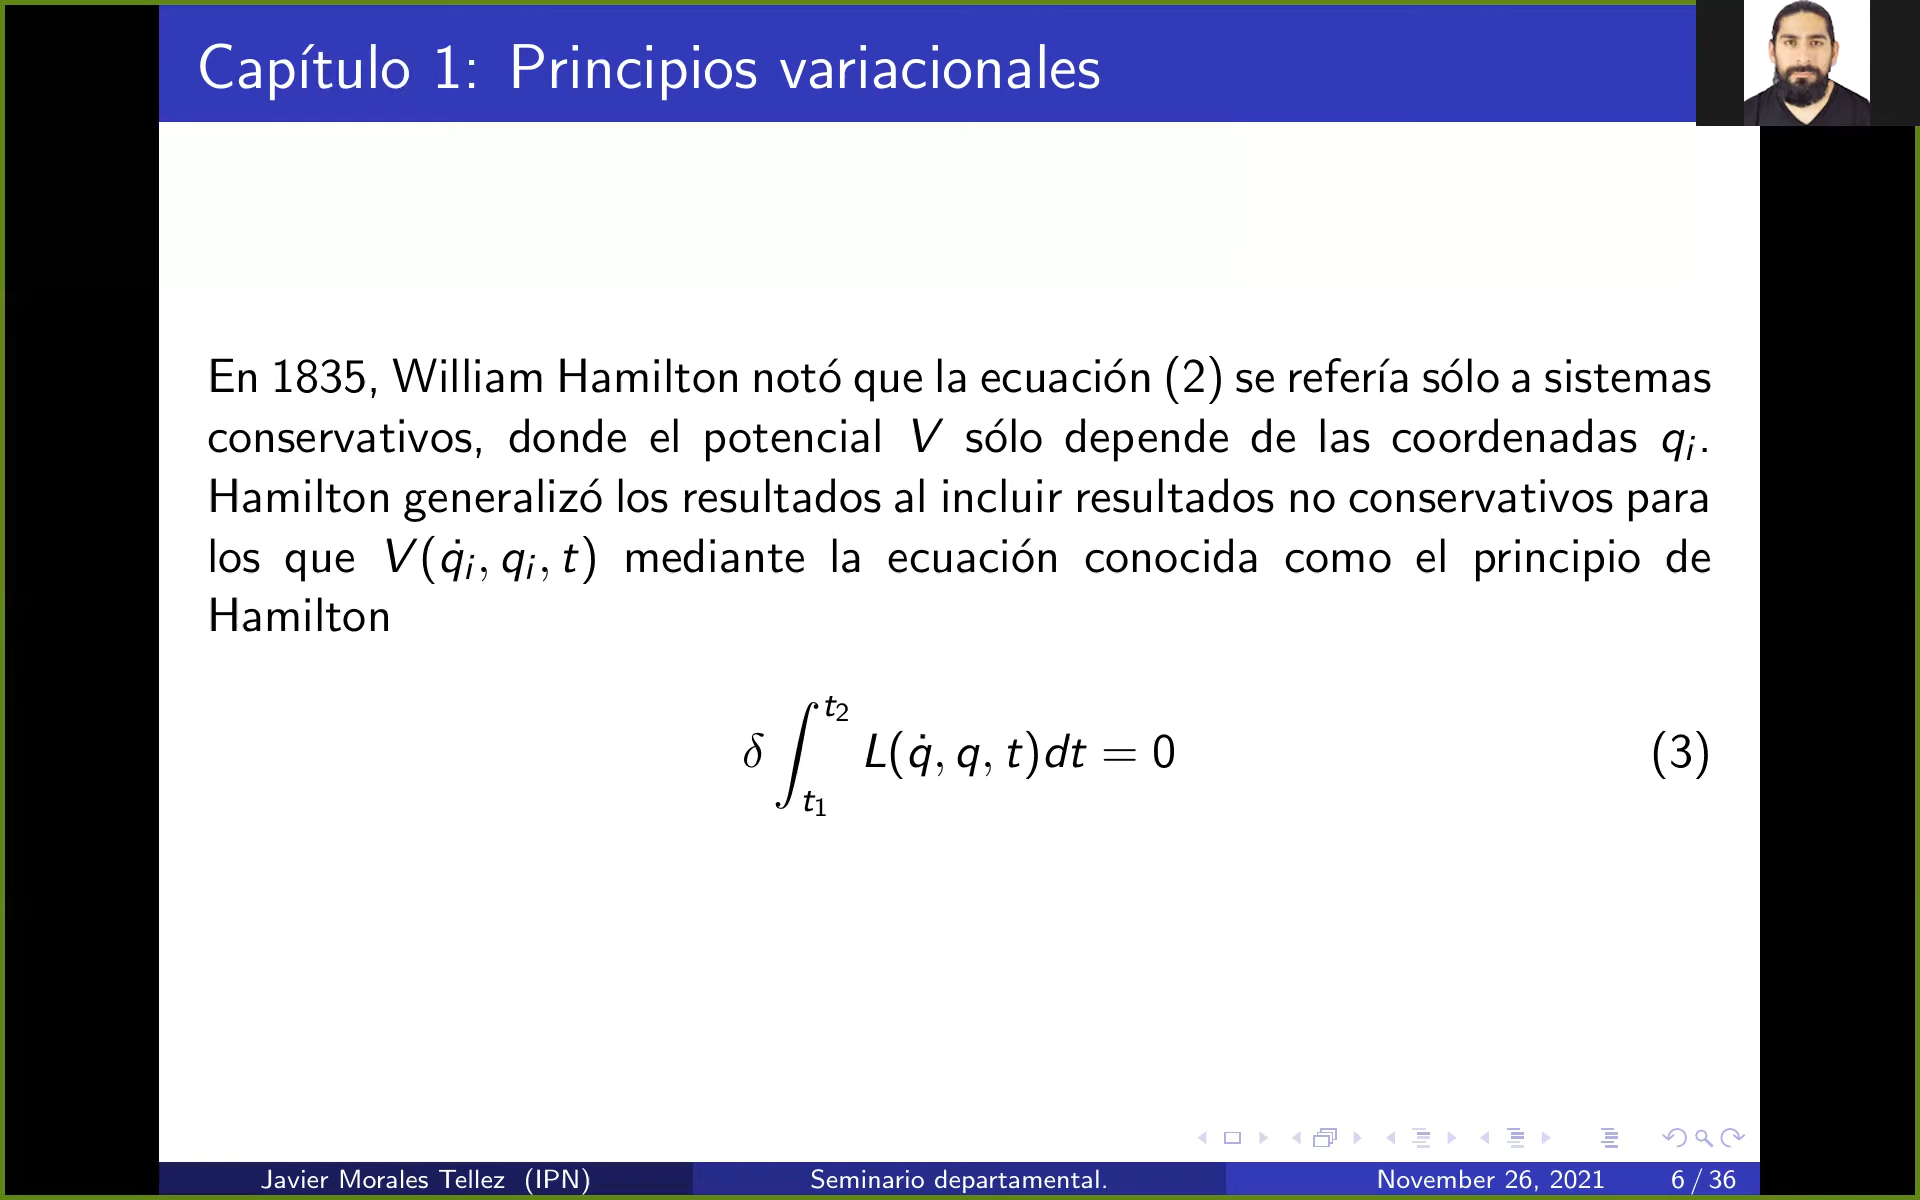 Capítulo 1: Principios variacionales
En 1835, William Hamilton notó que la ecuación (2) se refería sólo a sistemas
conservativos, donde el potencial V sólo depende de las coordenadas qᵢ.
Hamilton generalizó los resultados al incluir resultados no conservativos para
los que V(q̇ᵢ, qᵢ, t) mediante la ecuación conocida como el principio de
Hamilton
δ ∫_{t₁}^{t₂} L(q̇, q, t)dt = 0 (3)
Javier Morales Tellez (IPN) Seminario departamental. November 26, 2021 6 / 36